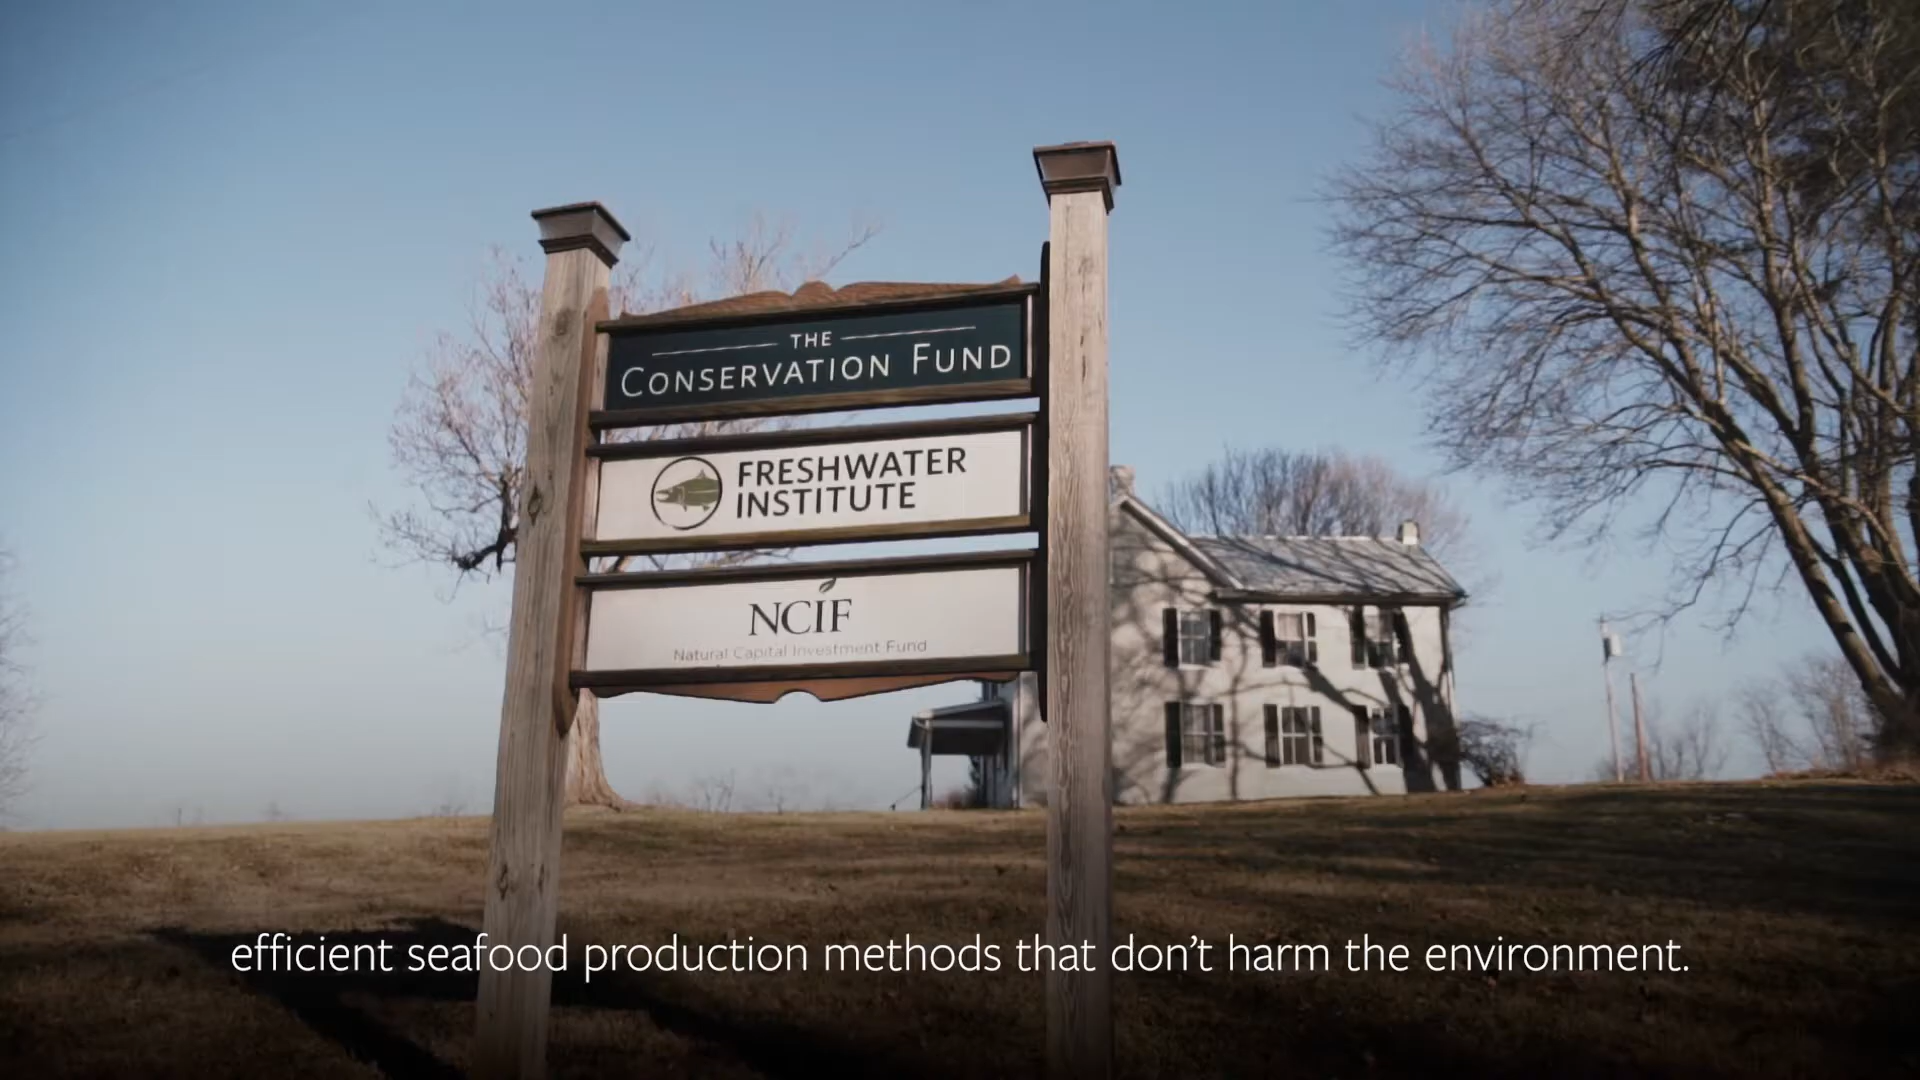 THE
CONSERVATION FUND
FRESHWATER
INSTITUTE
NCIF
Natural Capital Investment Fund
efficient seafood production methods that don't harm the environment.